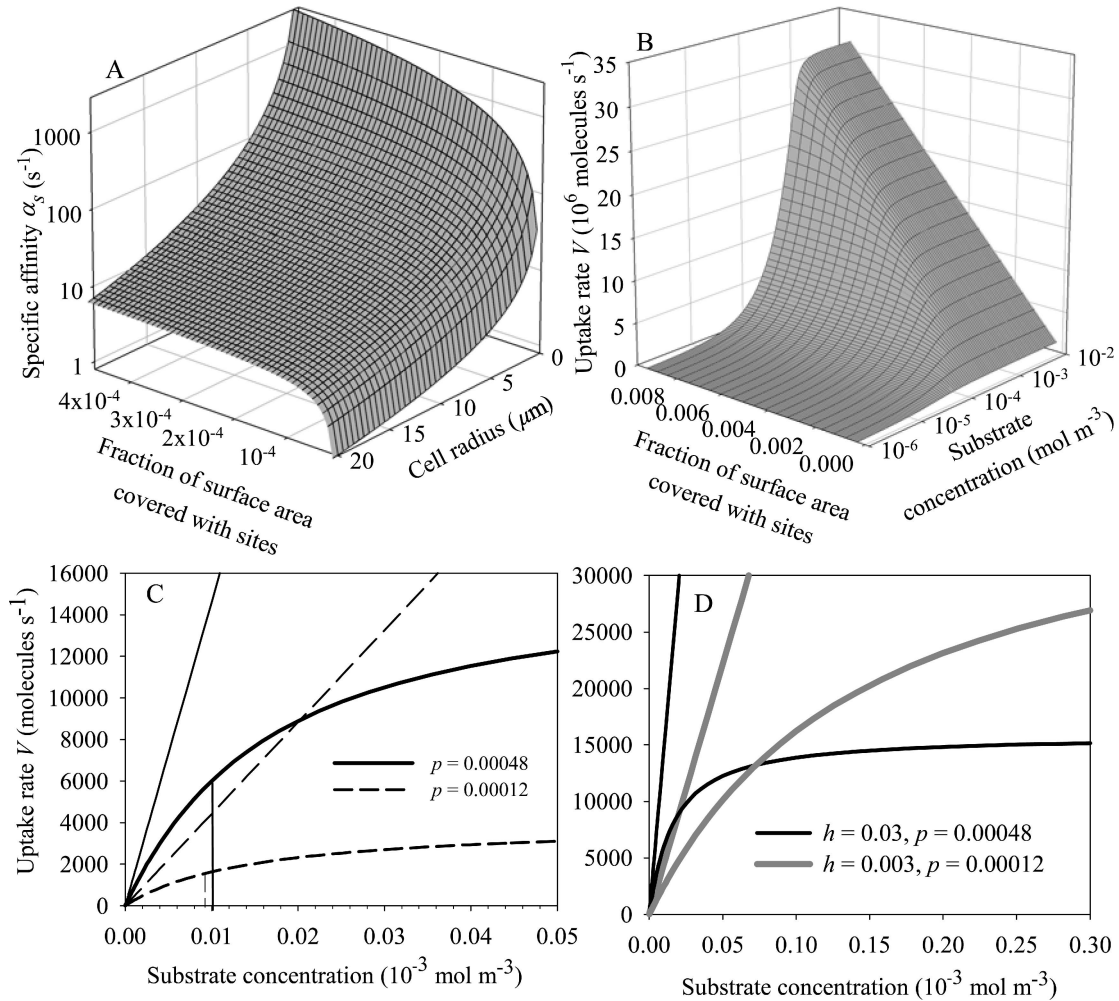 A
Specific affinity αs (s-1)
1000
100
10
1
4x10-4
3x10-4
2x10-4
10-4
Fraction of surface area
covered with sites
0
5
10
15
20
Cell radius (μm)
B
Uptake rate V (10⁶ molecules s-1)
35
30
25
20
15
10
5
0
0.008
0.006
0.004
0.002
0.000
Fraction of surface area
covered with sites
10-2
10-3
10-4
10-5
10-6
Substrate
concentration (mol m-3)
C
Uptake rate V (molecules s-1)
16000
14000
12000
10000
8000
6000
4000
2000
0
p = 0.00048
p = 0.00012
0.00 0.01 0.02 0.03 0.04 0.05
Substrate concentration (10-3 mol m-3)
D
30000
25000
20000
15000
10000
5000
0
h = 0.03, p = 0.00048
h = 0.003, p = 0.00012
0.00 0.05 0.10 0.15 0.20 0.25 0.30
Substrate concentration (10-3 mol m-3)